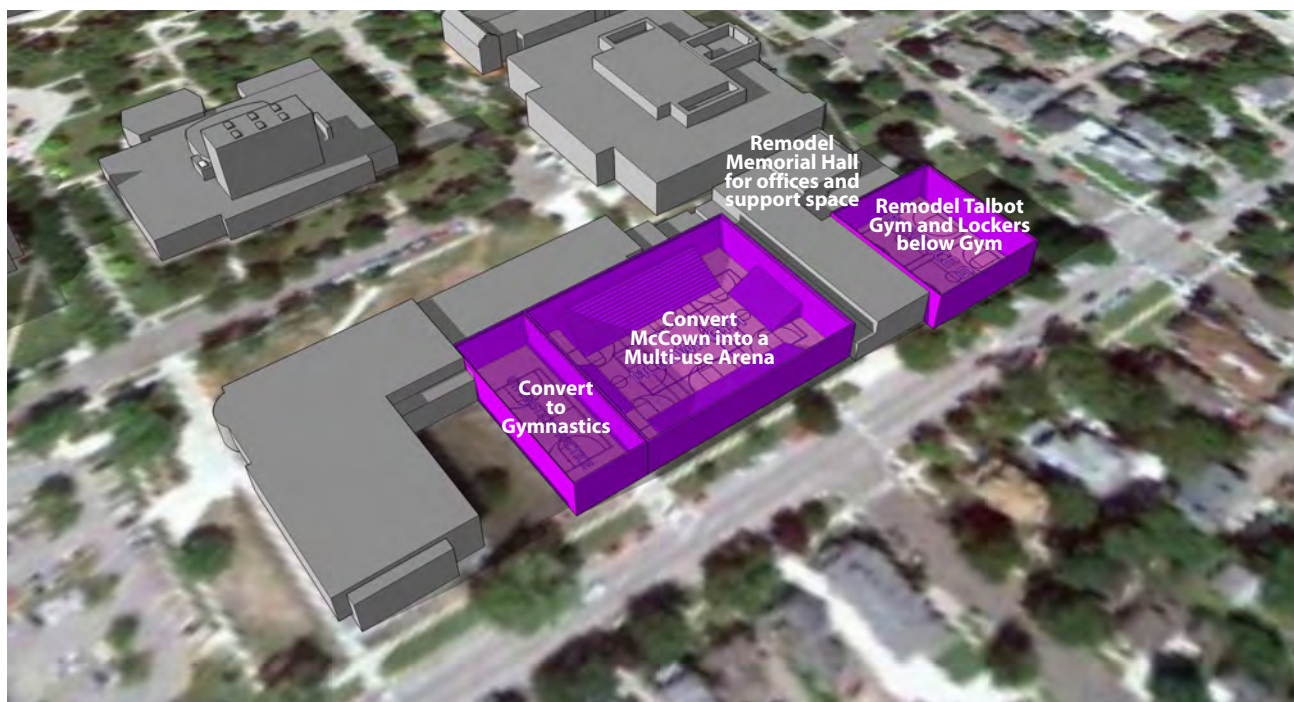 Remodel
Memorial Hall
for offices and
support space
Remodel Talbot
Gym and Lockers
below Gym
Convert
McCown into a
Multi-use Arena
Convert
to
Gymnastics